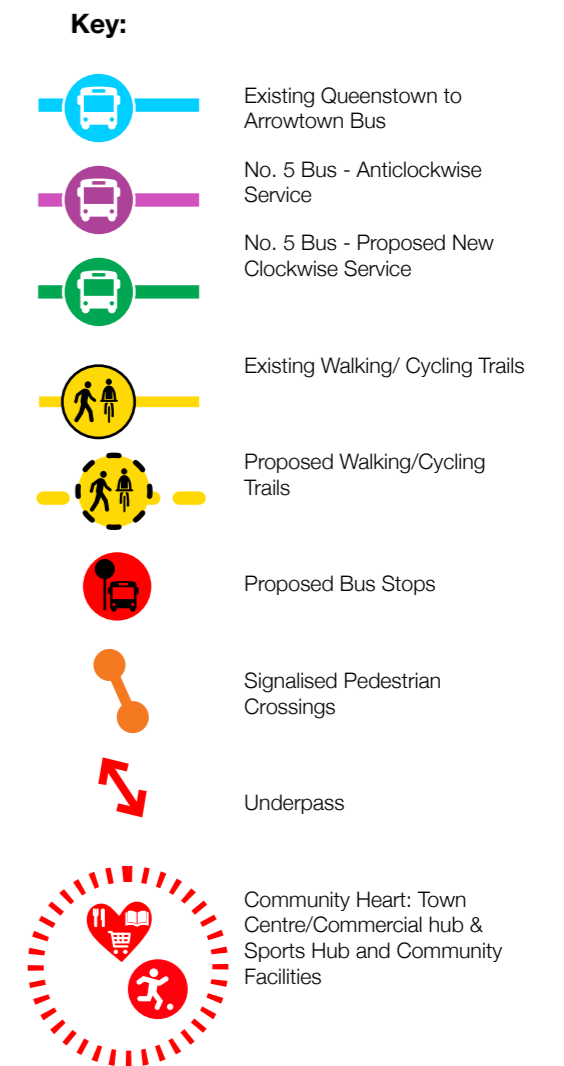 Key:
Existing Queenstown to
Arrowtown Bus
No. 5 Bus - Anticlockwise
Service
No. 5 Bus - Proposed New
Clockwise Service
Existing Walking/ Cycling Trails
Proposed Walking/Cycling
Trails
Proposed Bus Stops
Signalised Pedestrian
Crossings
Underpass
Community Heart: Town
Centre/Commercial hub &
Sports Hub and Community
Facilities